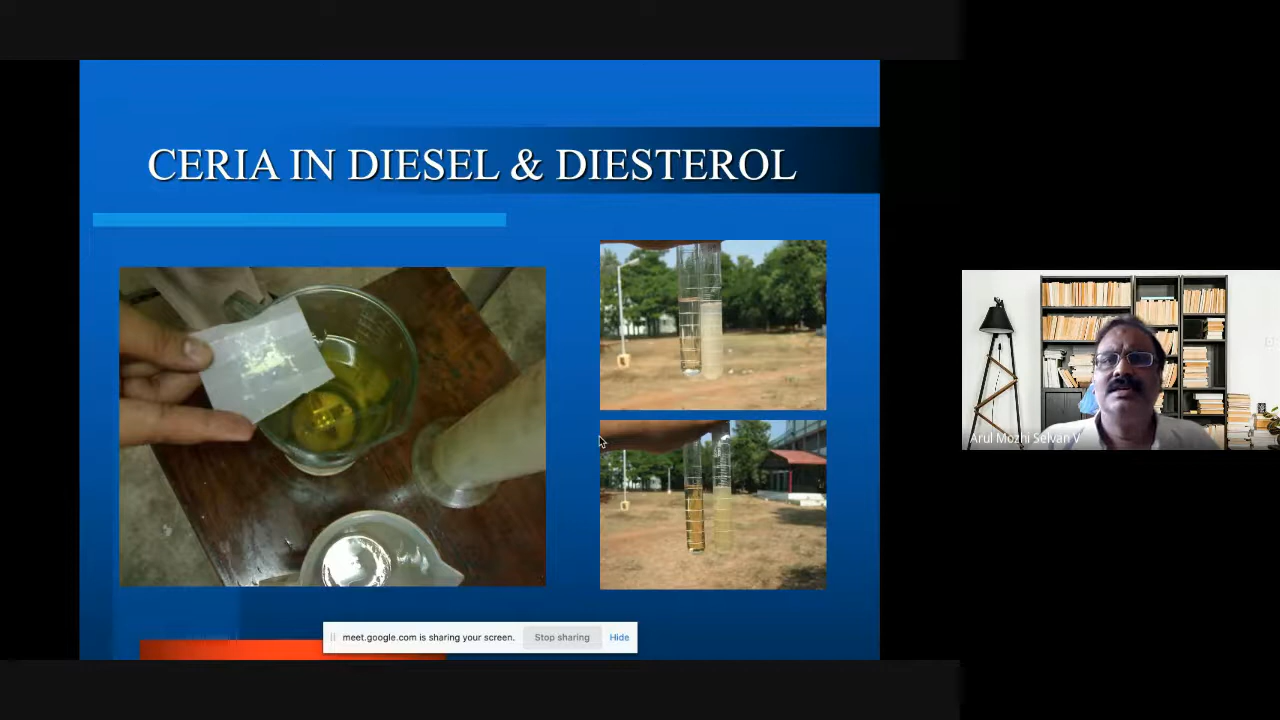 CERIA IN DIESEL & DIESTEROL
Arul Mozhi Selvan V
meet.google.com is sharing your screen.
Stop sharing
Hide